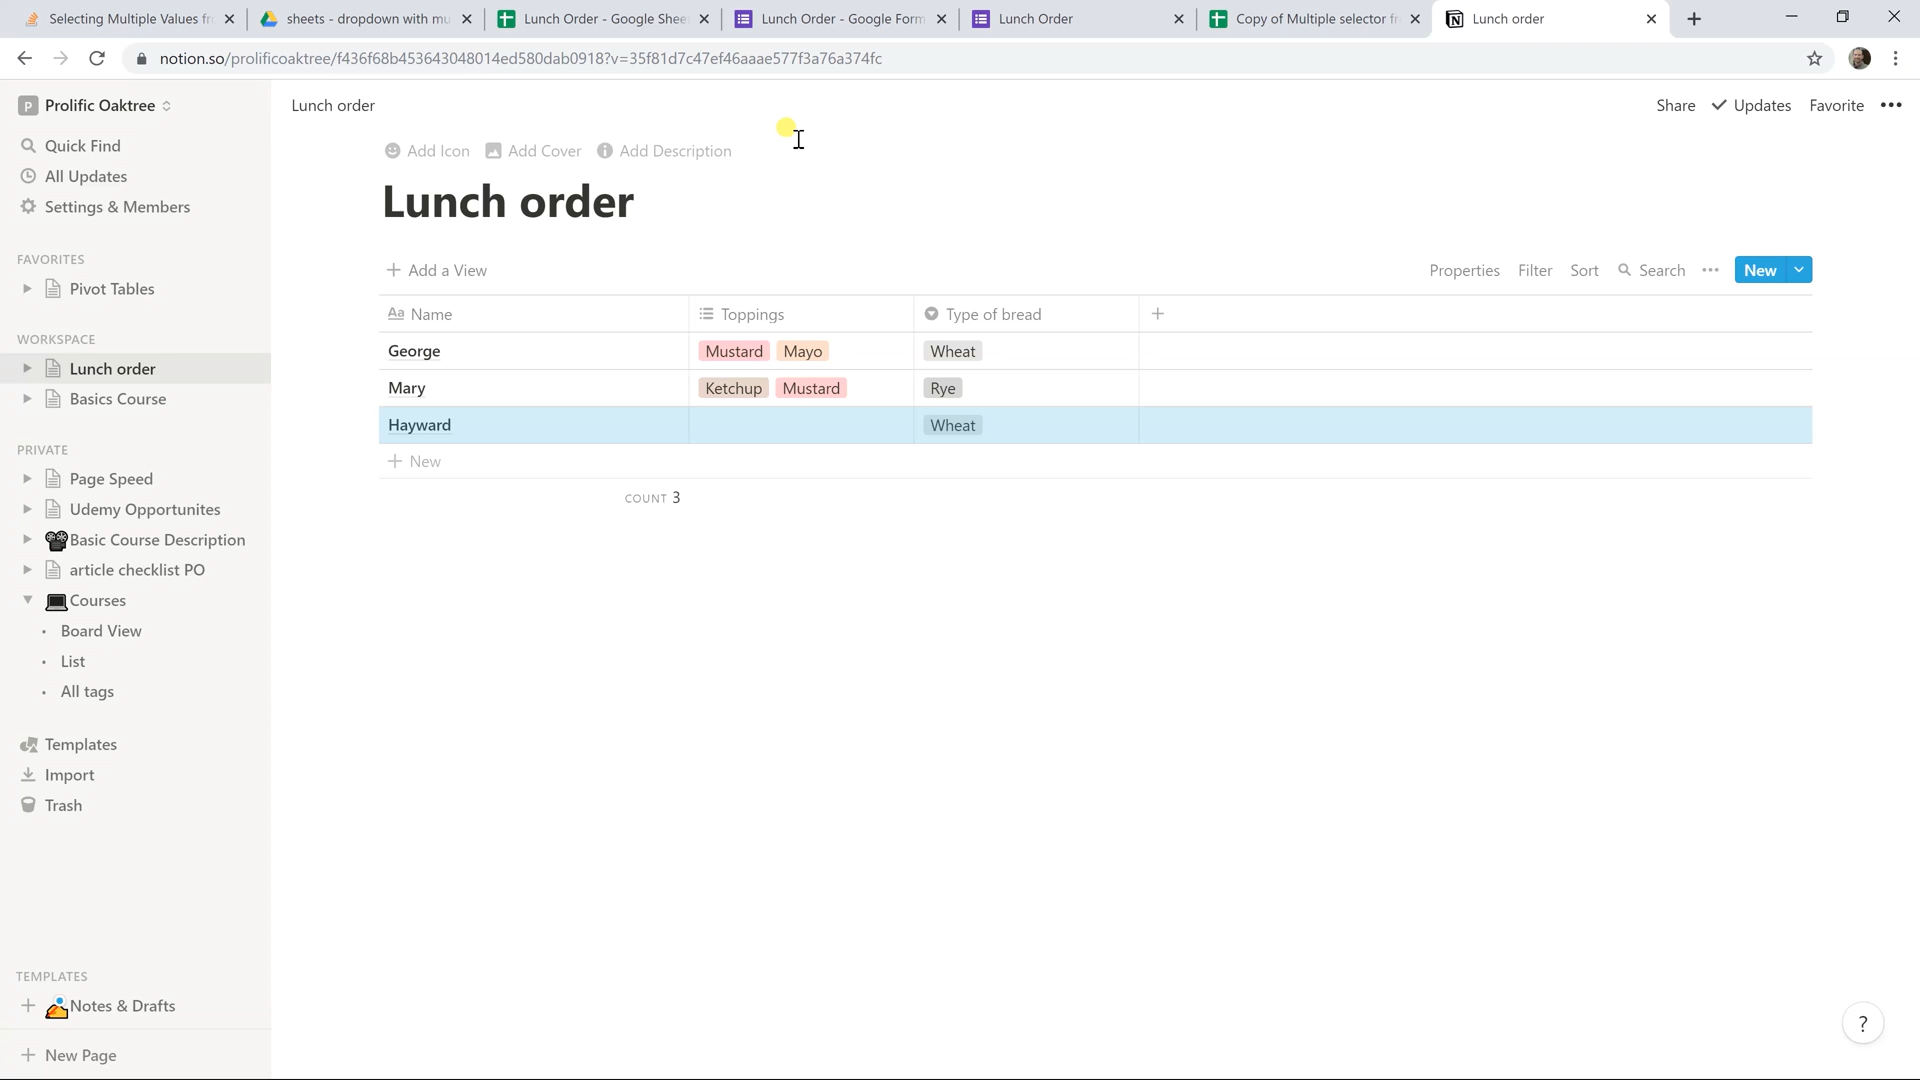 Selecting Multiple Values fr
sheets - dropdown with mu
Lunch Order - Google Shee
Lunch Order - Google Form
Lunch Order
Copy of Multiple selector fr
Lunch order
notion.so/prolificoaktree/f436f68b453643048014ed580dab0918?v=35f81d7c47ef46aaae577f3a76a374fc
P Prolific Oaktree
Lunch order
Share
Updates
Favorite
Quick Find
All Updates
Settings & Members
FAVORITES
Pivot Tables
WORKSPACE
Lunch order
Basics Course
PRIVATE
Page Speed
Udemy Opportunites
Basic Course Description
article checklist PO
Courses
Board View
List
All tags
Templates
Import
Trash
TEMPLATES
Notes & Drafts
New Page
Add Icon
Add Cover
Add Description
Lunch order
Add a View
Properties
Filter
Sort
Search
New
Aa Name Toppings Type of bread
George Mustard Mayo Wheat
Mary Ketchup Mustard Rye
Hayward Wheat
New
COUNT 3
?